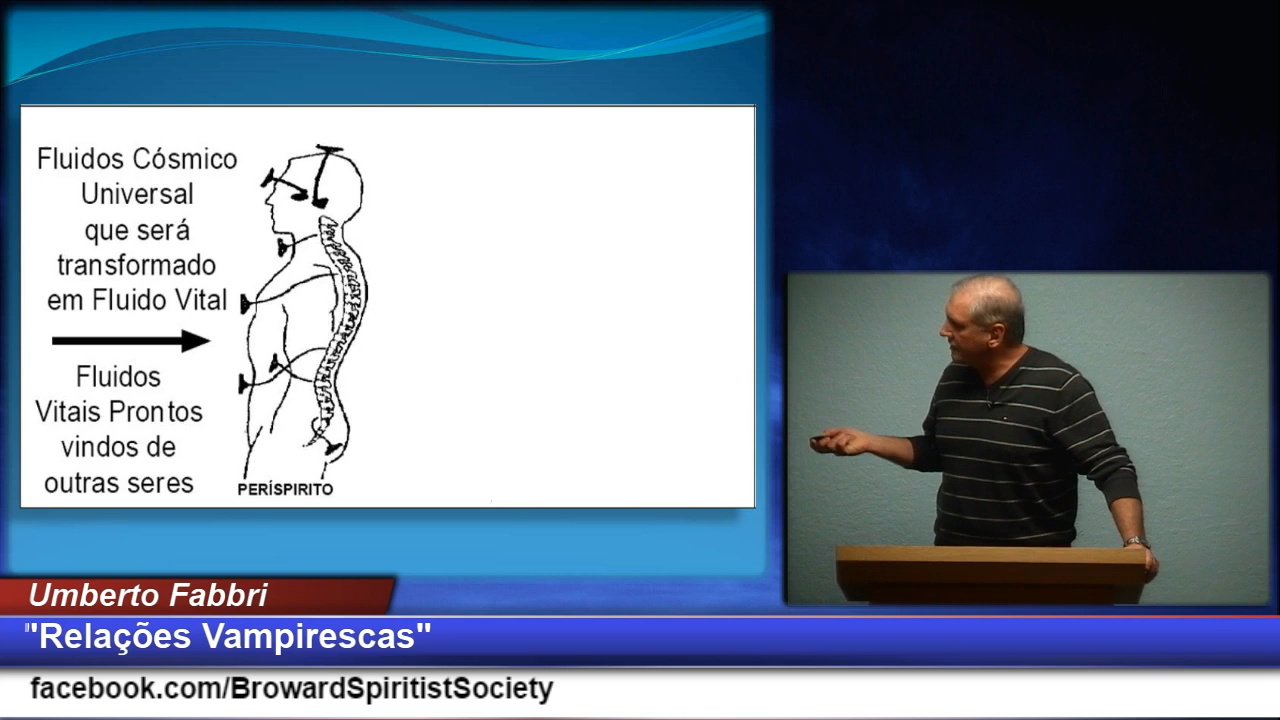 Fluidos Cósmico
Universal
que será
transformado
em Fluido Vital
Fluidos
Vitais Prontos
vindos de
outras seres
PERÍSPIRITO
Umberto Fabbri
"Relações Vampirescas"
facebook.com/BrowardSpiritistSociety